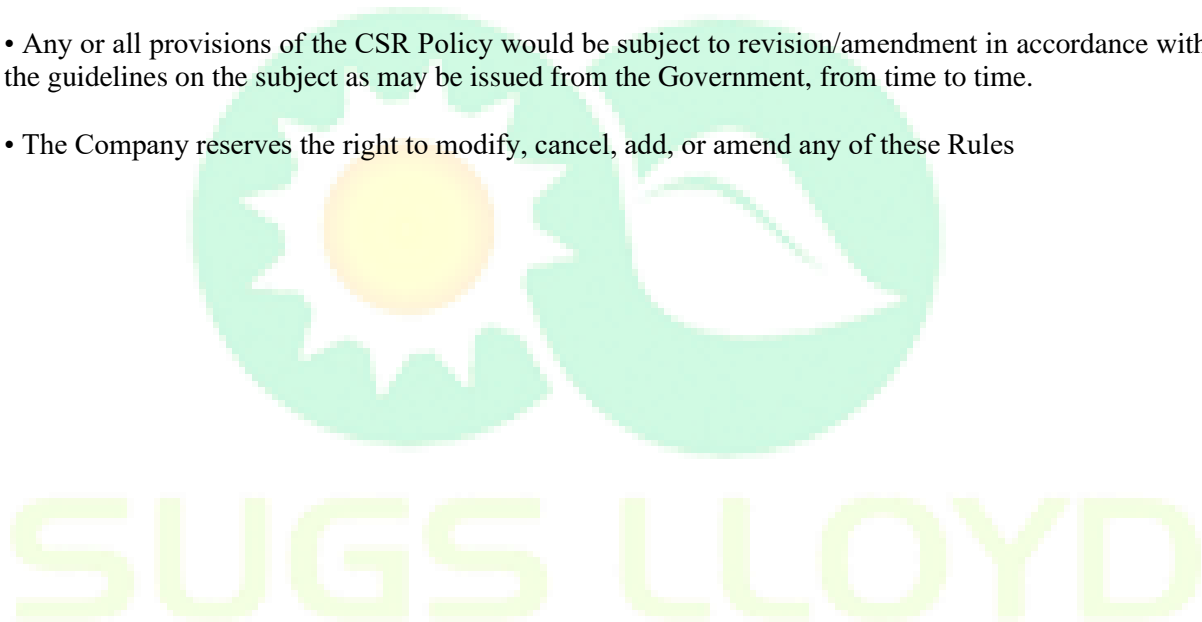 • Any or all provisions of the CSR Policy would be subject to revision/amendment in accordance with
the guidelines on the subject as may be issued from the Government, from time to time.
• The Company reserves the right to modify, cancel, add, or amend any of these Rules
SUGS LLOYD